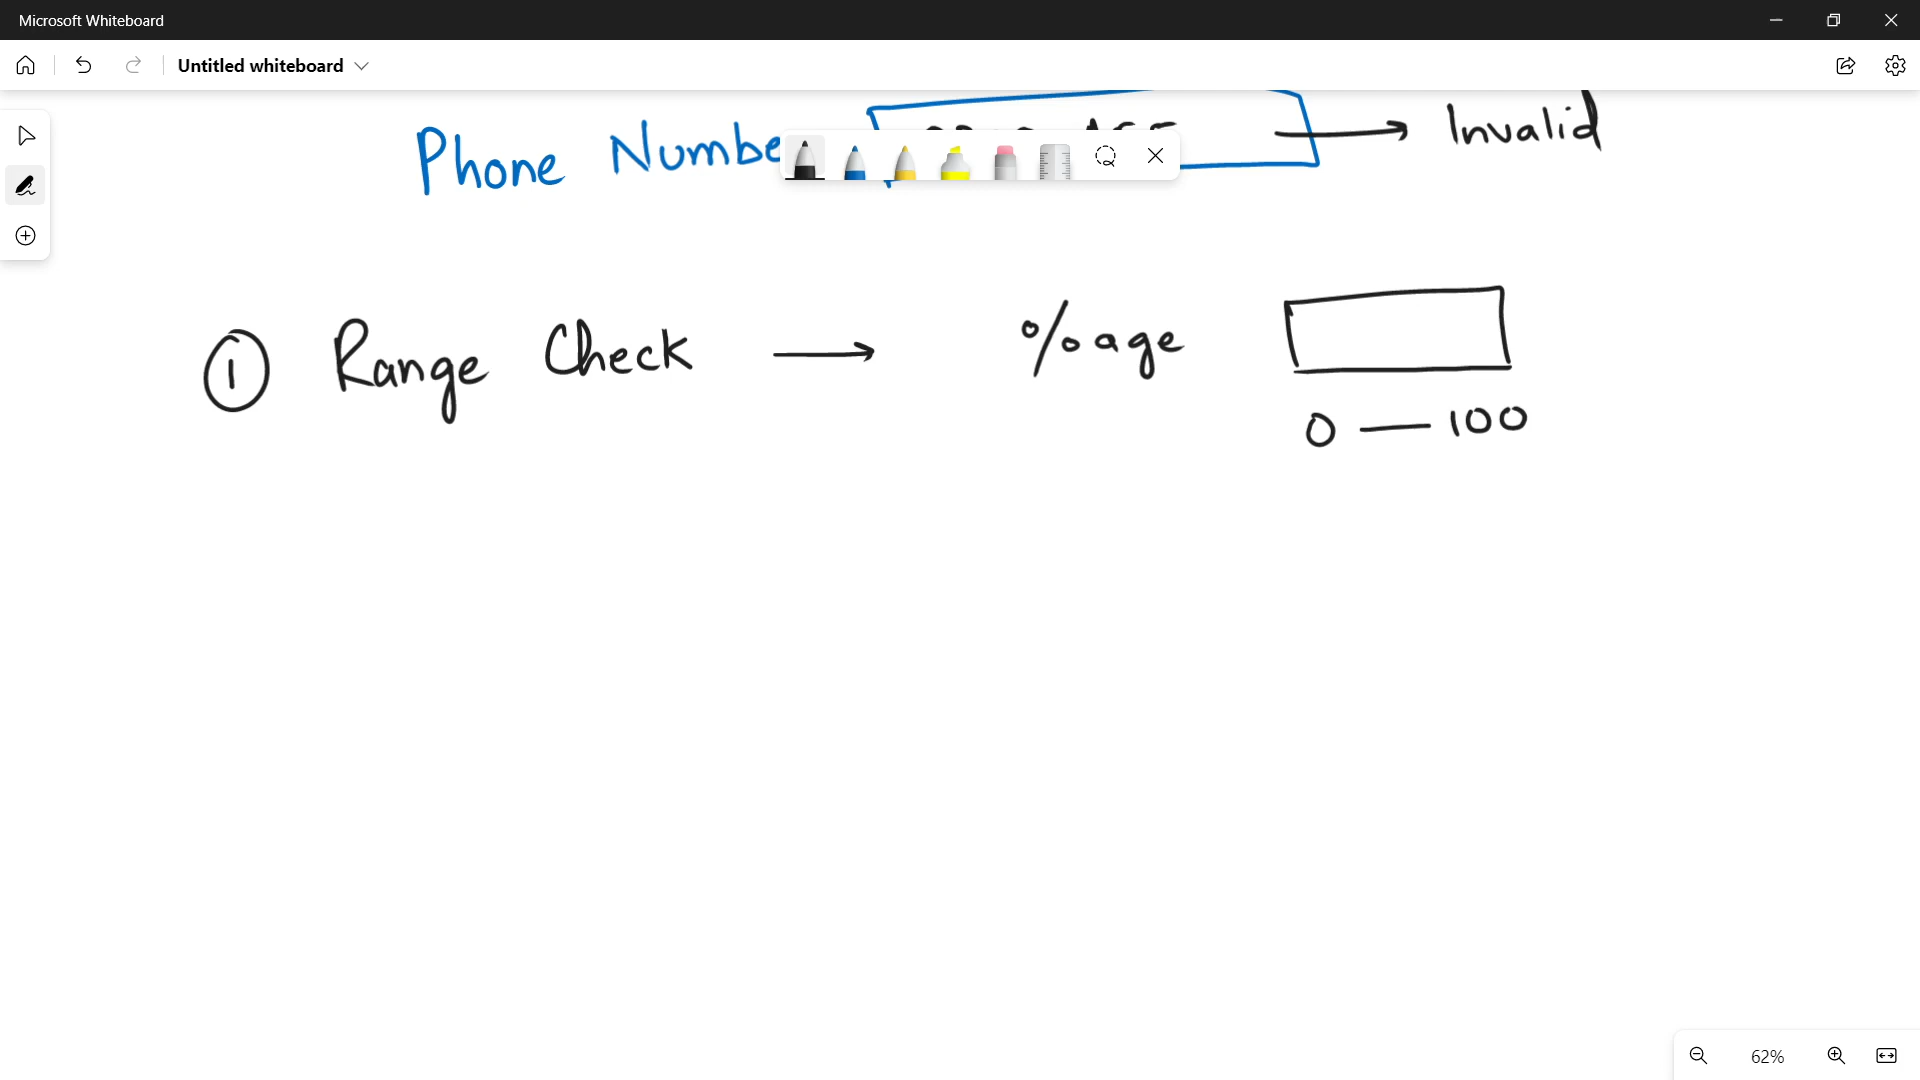 Microsoft Whiteboard
Untitled whiteboard
Phone Numbe
Invalid
① Range Check → %age
0 — 100
62%